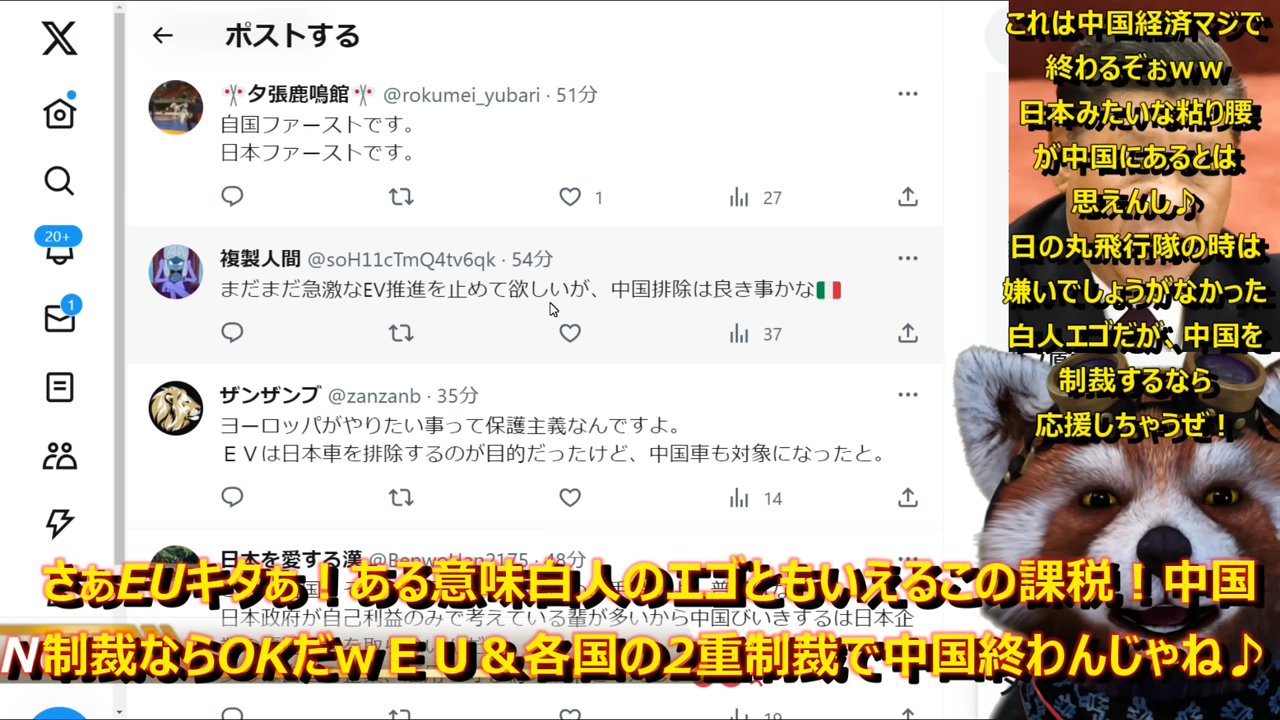 ポストする
20+
1
夕張鹿鳴館 @rokumei_yubari · 51分
自国ファーストです。
日本ファーストです。
1
27
複製人間 @soH11cTmQ4tv6qk · 54分
まだまだ急激なEV推進を止めて欲しいが、中国排除は良き事かな
37
ザンザンブ @zanzanb · 35分
ヨーロッパがやりたい事って保護主義なんですよ。
ＥＶは日本車を排除するのが目的だったけど、中国車も対象になったと。
14
日本を愛する漢 48分
日本政府が自己利益のみで考えている輩が多いから中国びいきするは日本企
19
これは中国経済マジで
終わるぞぉｗｗ
日本みたいな粘り腰
が中国にあるとは
思えんし♪
日の丸飛行隊の時は
嫌いでしょうがなかった
白人エゴだが、中国を
制裁するなら
応援しちゃうぜ！
さぁEUキタぁ！ある意味白人のエゴともいえるこの課税！中国
N
制裁ならOKだｗＥＵ＆各国の2重制裁で中国終わんじゃね♪